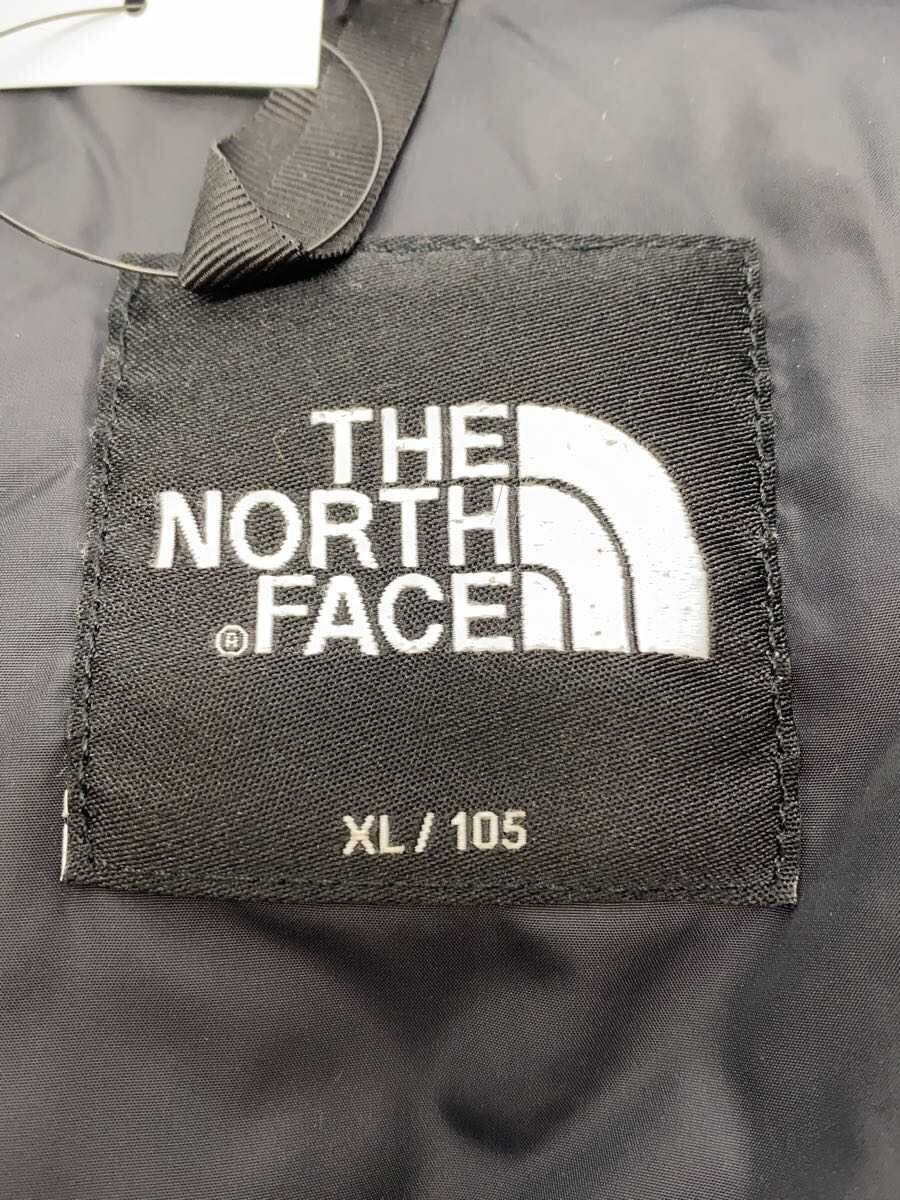 THE
NORTH
®FACE
XL/105